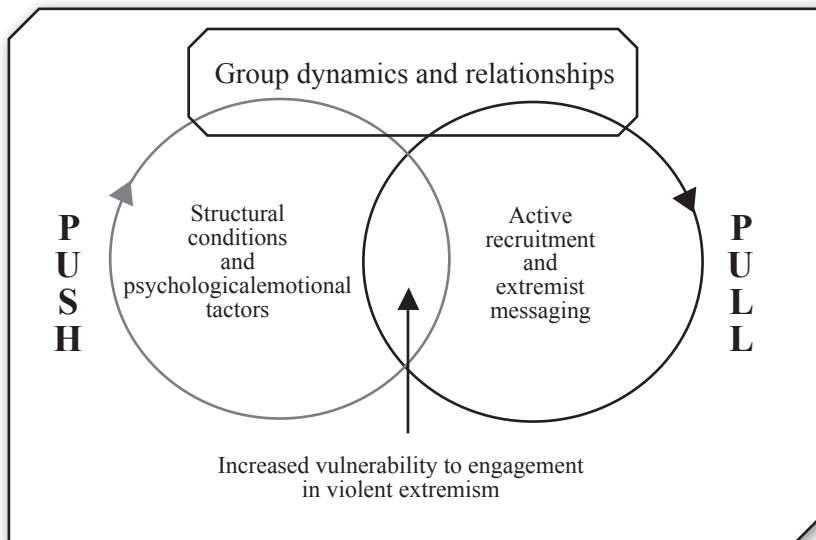 Group dynamics and relationships
P
U
S
H
Structural
conditions
and
psychologicalemotional
tactors
Active
recruitment
and
extremist
messaging
P
U
L
L
Increased vulnerability to engagement
in violent extremism